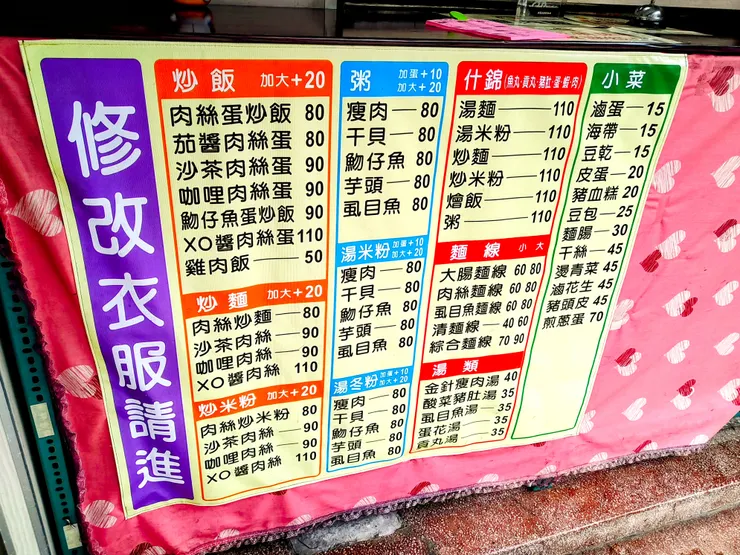 修改衣服請進
炒飯 加大+20
肉絲蛋炒飯 80
茄醬肉絲蛋 80
沙茶肉絲蛋 90
咖哩肉絲蛋 90
魩仔魚蛋炒飯 90
XO醬肉絲蛋 110
雞肉飯 50
炒麵 加大+20
肉絲炒麵 80
沙茶肉絲 90
咖哩肉絲 90
XO醬肉絲 110
炒米粉 加大+20
肉絲炒米粉 80
沙茶肉絲 90
咖哩肉絲 90
XO醬肉絲 110
粥 加蛋+10 加大+20
瘦肉 80
干貝 80
魩仔魚 80
芋頭 80
虱目魚 80
湯米粉 加蛋+10 加大+20
瘦肉 80
干貝 80
魩仔魚 80
芋頭 80
虱目魚 80
湯冬粉 加蛋+10 加大+20
瘦肉 80
干貝 80
魩仔魚 80
芋頭 80
虱目魚 80
什錦(魚丸·貢丸·豬肚·蛋·蝦·肉)
湯麵 110
湯米粉 110
炒麵 110
炒米粉 110
燴飯 110
粥 110
麵線 小 大
大腸麵線 60 80
肉絲麵線 60 80
虱目魚麵線 60 80
清麵線 40 60
綜合麵線 70 90
湯類
金針瘦肉湯 40
酸菜豬肚湯 35
虱目魚湯 35
蛋花湯 35
貢丸湯 35
小菜
滷蛋 15
海帶 15
豆乾 15
皮蛋 20
豬血糕 20
豆包 25
麵腸 30
干絲 45
燙青菜 45
滷花生 45
豬頭皮 45
煎蔥蛋 70